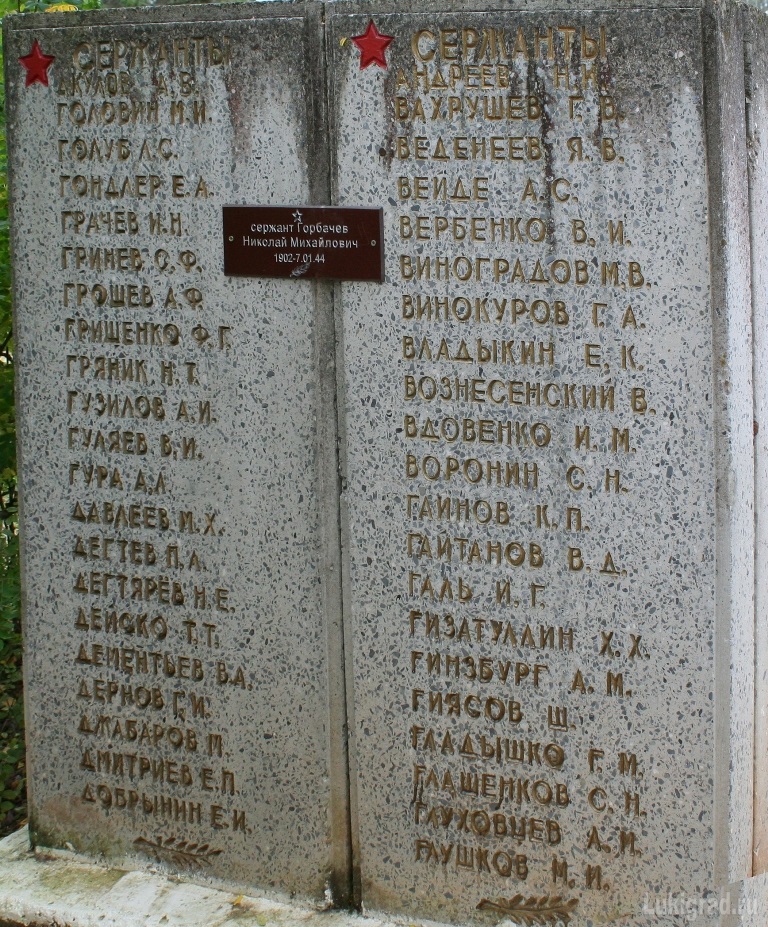 СЕРЖАНТЫ
АКУЛОВ А.В.
ГОЛОВИН М.И.
ГОЛУБ Л.С.
ГОНДЛЕР Е.А.
ГРАЧЕВ И.Н.
ГРИНЕВ С.Ф.
ГРОШЕВ А.Ф.
ГРИЩЕНКО Ф.Г.
ГРЯНИК Н.Т.
ГУЗИЛОВ А.И.
ГУЛЯЕВ В.И.
ГУРА А.Л.
ДАВЛЕЕВ М.Х.
ДЕГТЕВ П.А.
ДЕГТЯРЁВ Н.Е.
ДЕЙСКО Т.Т.
ДЕМЕНТЬЕВ В.А.
ДЕРНОВ Г.И.
ДЖАБАРОВ П.
ДМИТРИЕВ Е.П.
ДОБРЫНИН Е.И.
сержант Горбачев
Николай Михайлович
1902-7.01.44
СЕРЖАНТЫ
АНДРЕЕВ Н.И.
ВАХРУШЕВ Г.В.
ВЕДЕНЕЕВ Я.В.
ВЕЙДЕ А.С.
ВЕРБЕНКО В.И.
ВИНОГРАДОВ М.В.
ВИНОКУРОВ Г.А.
ВЛАДЫКИН Е.К.
ВОЗНЕСЕНСКИЙ В.
ВДОВЕНКО И.М.
ВОРОНИН С.Н.
ГАИНОВ К.П.
ГАЙТАНОВ В.Д.
ГАЛЬ И.Г.
ГИЗАТУЛЛИН Х.Х.
ГИНЗБУРГ А.М.
ГИЯСОВ Щ.
ГЛАДЫШКО Г.М.
ГЛАЩЕНКОВ С.Н.
ГЛУХОВЦЕВ А.И.
ГЛУШКОВ М.И.
Lukigrad.ru